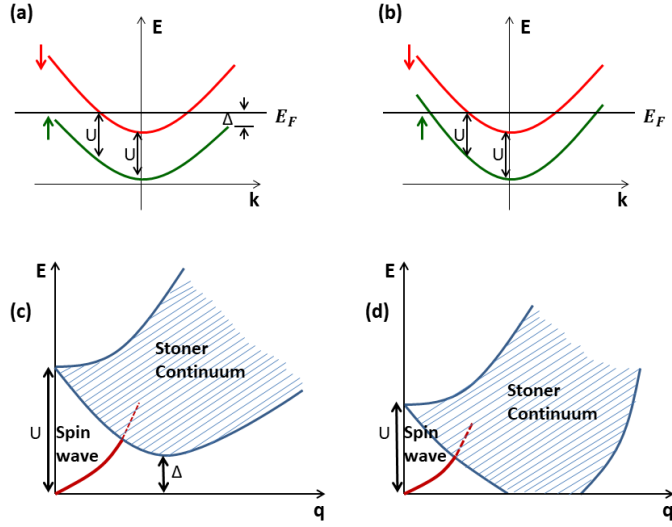 (a)
E
U
U
Δ
E_F
k
(b)
E
U
U
E_F
k
(c)
E
U
Spin
wave
Stoner
Continuum
Δ
q
(d)
E
U
Spin
wave
Stoner
Continuum
q